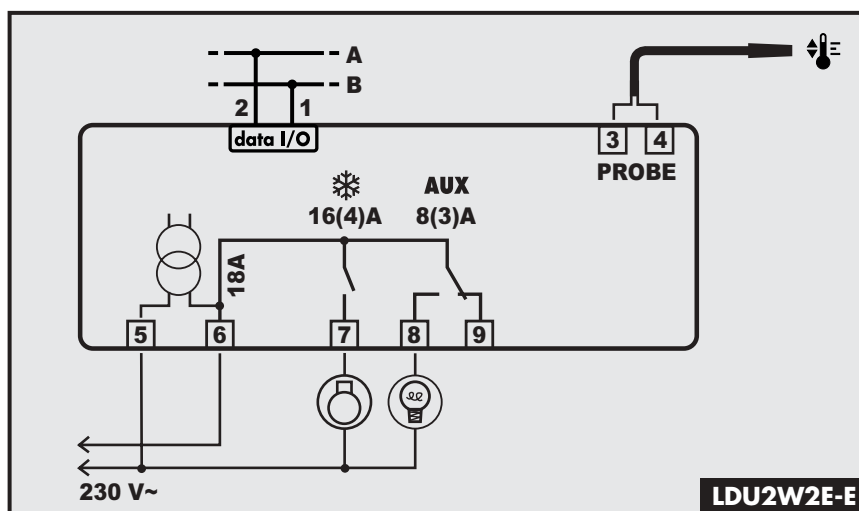 A
B
2 1
data I/O
3 4
PROBE
AUX
16(4)A 8(3)A
18A
5 6 7 8 9
230 V~
LDU2W2E-E